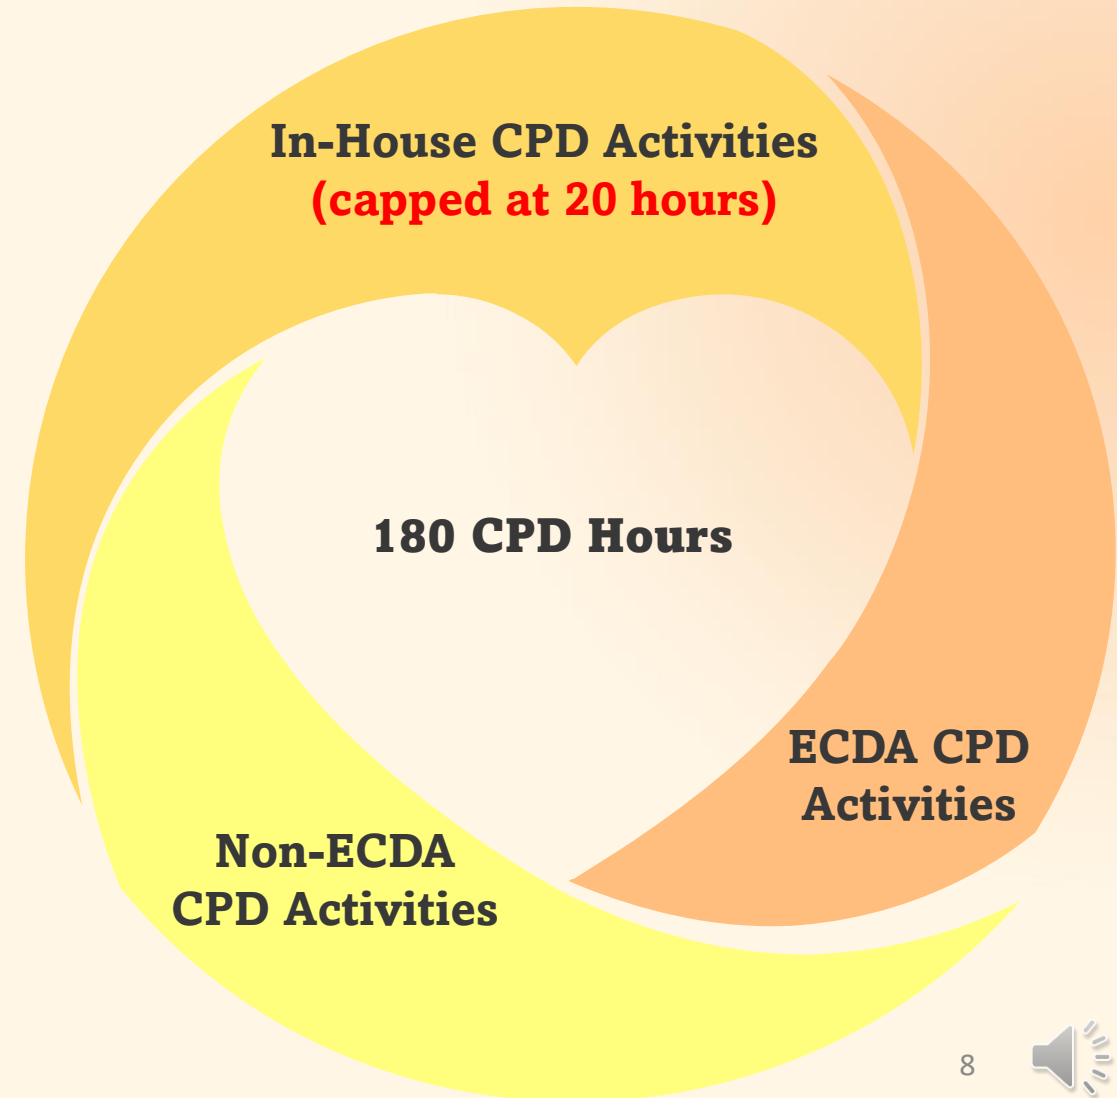 In-House CPD Activities
(capped at 20 hours)
180 CPD Hours
ECDA CPD
Activities
Non-ECDA
CPD Activities
8